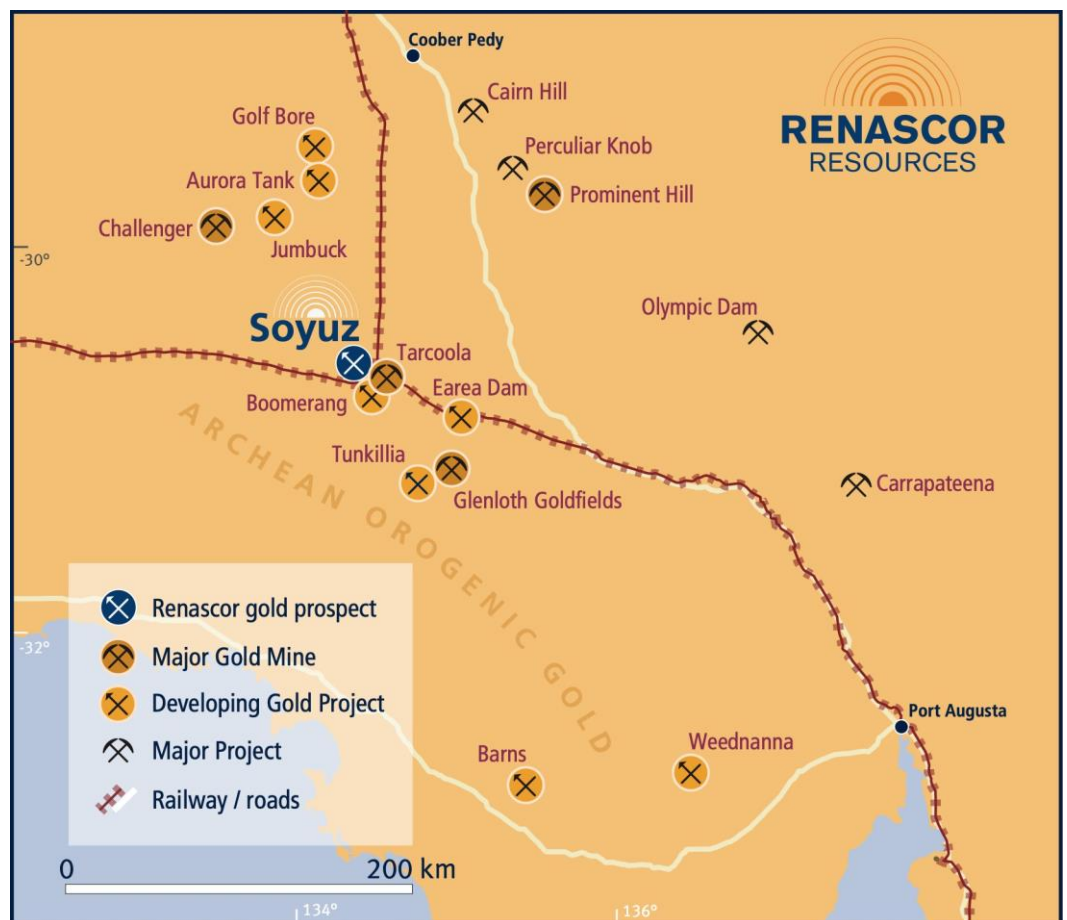 Coober Pedy
Cairn Hill
RENASCOR
RESOURCES
Golf Bore
Perculiar Knob
Aurora Tank
Prominent Hill
Challenger
Jumbuck
-30°
Olympic Dam
Soyuz
Tarcoola
Boomerang
Earea Dam
Tunkillia
Glenloth Goldfields
Carrapateena
ARCHEAN OROGENIC GOLD
Renascor gold prospect
-32°
Major Gold Mine
Developing Gold Project
Major Project
Railway / roads
Port Augusta
Barns
Weednanna
0
200 km
134°
136°